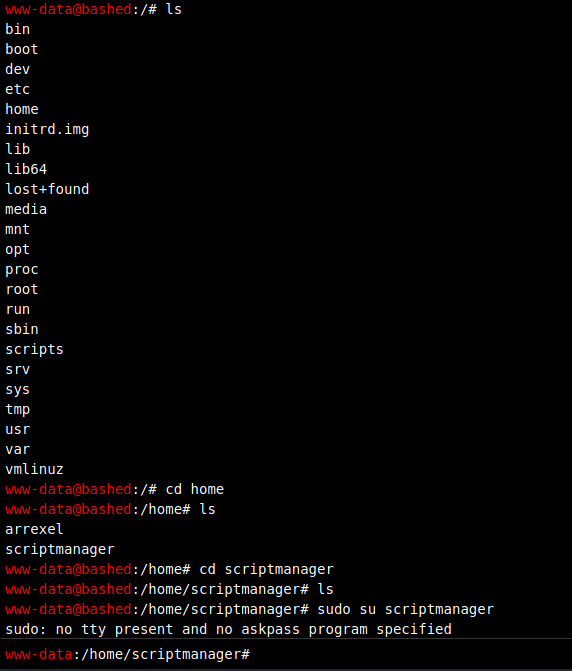 www-data@bashed:/# ls
bin
boot
dev
etc
home
initrd.img
lib
lib64
lost+found
media
mnt
opt
proc
root
run
sbin
scripts
srv
sys
tmp
usr
var
vmlinuz
www-data@bashed:/# cd home
www-data@bashed:/home# ls
arrexel
scriptmanager
www-data@bashed:/home# cd scriptmanager
www-data@bashed:/home/scriptmanager# ls
www-data@bashed:/home/scriptmanager# sudo su scriptmanager
sudo: no tty present and no askpass program specified
www-data:/home/scriptmanager#